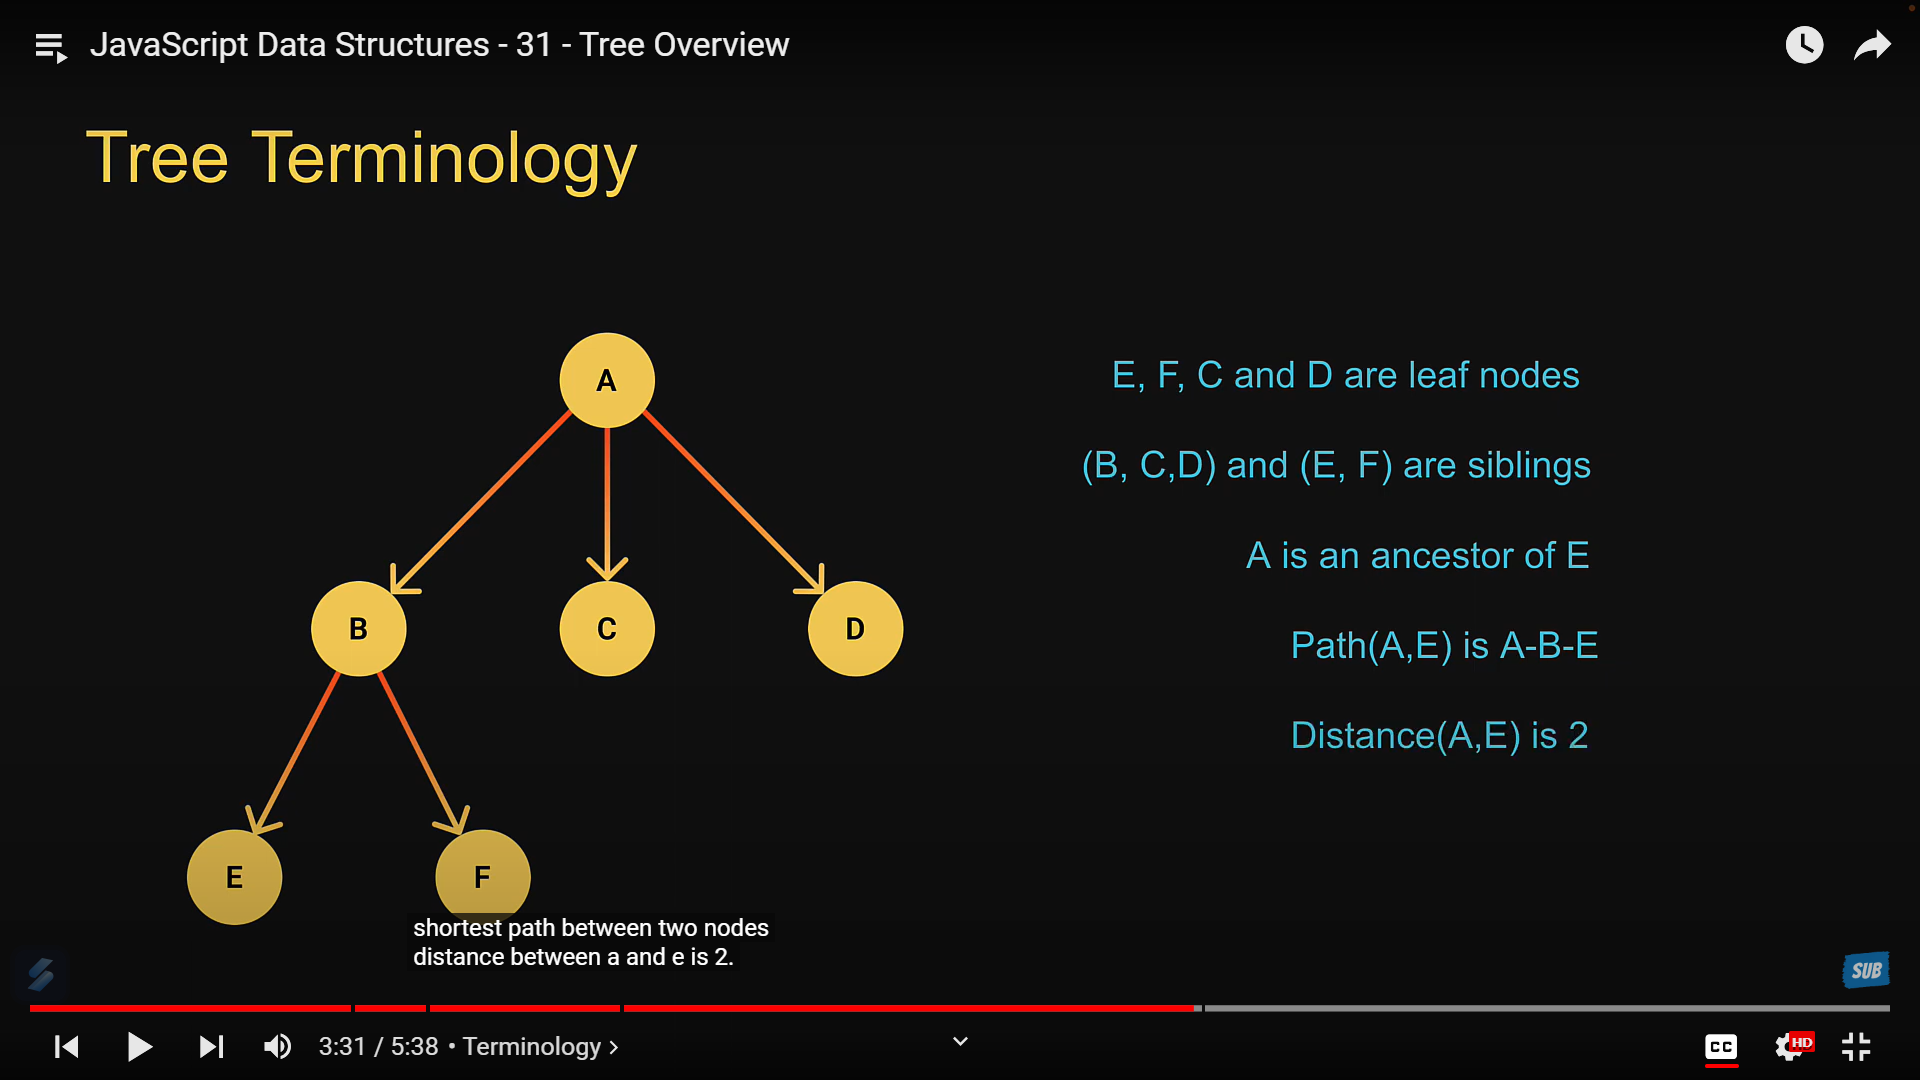 JavaScript Data Structures - 31 - Tree Overview
Tree Terminology
A
E, F, C and D are leaf nodes
(B, C,D) and (E, F) are siblings
A is an ancestor of E
B
C
D
Path(A,E) is A-B-E
Distance(A,E) is 2
E
F
shortest path between two nodes
distance between a and e is 2.
SUB
3:31 / 5:38 • Terminology >
CC
HD